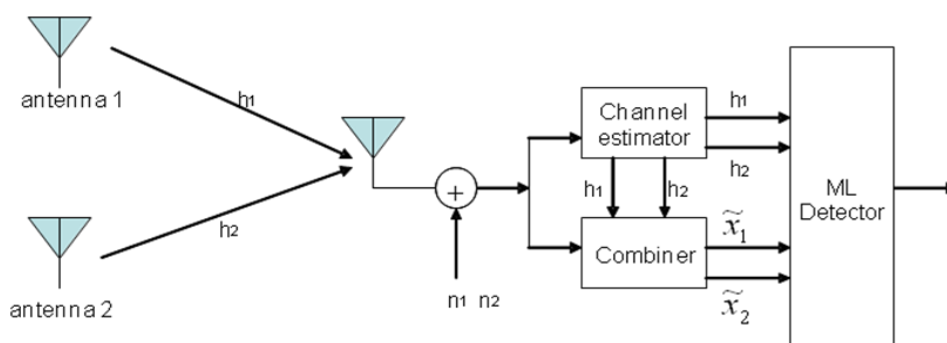 antenna 1
h1
h2
antenna 2
+
n1 n2
Channel
estimator
h1
h2
h1
h2
Combiner
x̃1
x̃2
ML
Detector